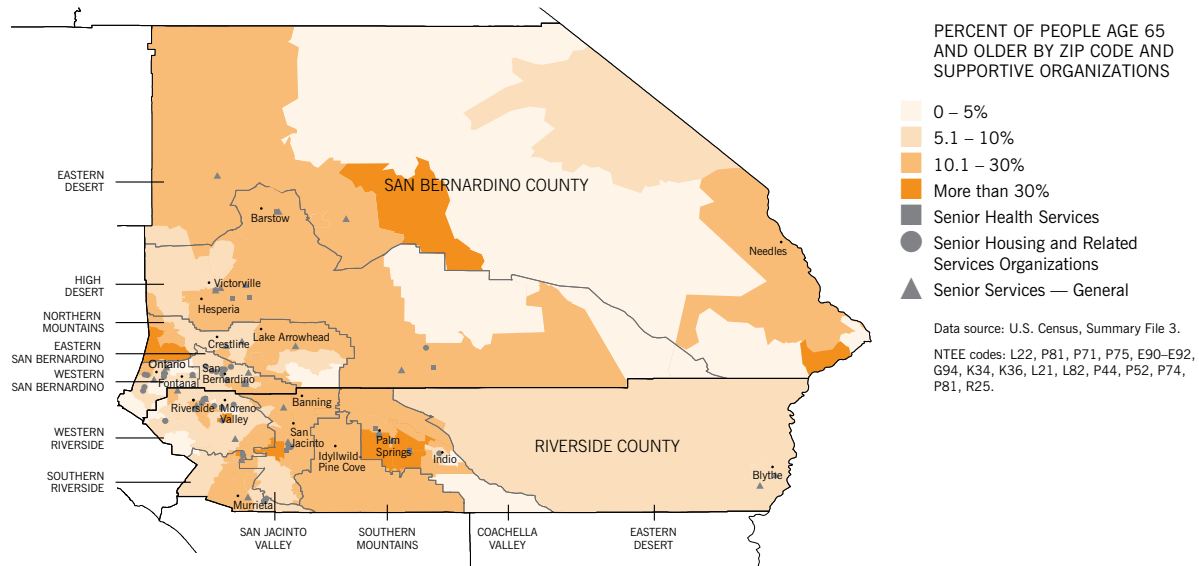 PERCENT OF PEOPLE AGE 65
AND OLDER BY ZIP CODE AND
SUPPORTIVE ORGANIZATIONS
0 – 5%
5.1 – 10%
10.1 – 30%
More than 30%
Senior Health Services
Senior Housing and Related
Services Organizations
Senior Services — General
Data source: U.S. Census, Summary File 3.
NTEE codes: L22, P81, P71, P75, E90–E92,
G94, K34, K36, L21, L82, P44, P52, P74,
P81, R25.
EASTERN
DESERT
HIGH
DESERT
NORTHERN
MOUNTAINS
EASTERN
SAN BERNARDINO
WESTERN
SAN BERNARDINO
WESTERN
RIVERSIDE
SOUTHERN
RIVERSIDE
SAN BERNARDINO COUNTY
Barstow
Needles
Victorville
Hesperia
Crestline
Lake Arrowhead
Ontario
San
Bernardino
Fontana
Riverside
Moreno
Valley
Banning
San
Jacinto
Idyllwild-
Pine Cove
Palm
Springs
Indio
RIVERSIDE COUNTY
Blythe
Murrieta
SAN JACINTO
VALLEY
SOUTHERN
MOUNTAINS
COACHELLA
VALLEY
EASTERN
DESERT